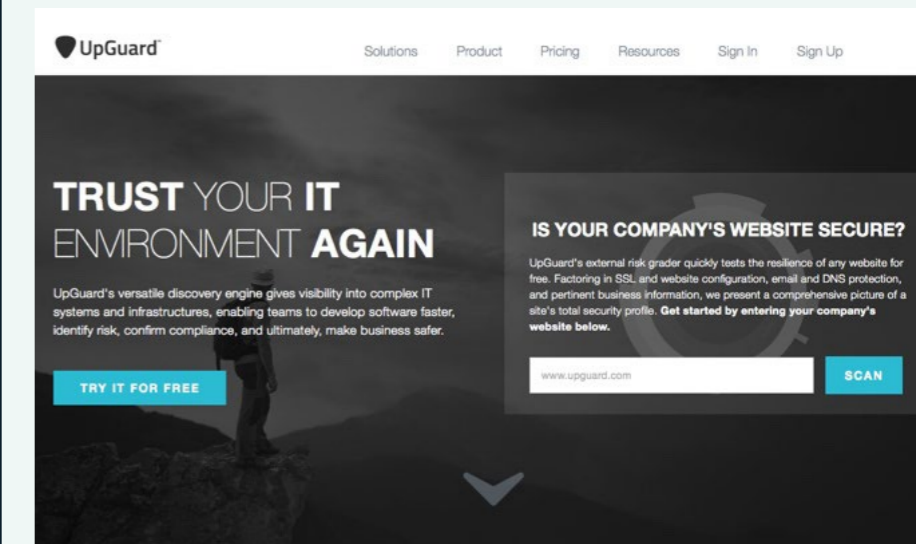 UpGuard™
Solutions Product Pricing Resources Sign In Sign Up
TRUST YOUR IT
ENVIRONMENT AGAIN
UpGuard's versatile discovery engine gives visibility into complex IT
systems and infrastructures, enabling teams to develop software faster,
identify risk, confirm compliance, and ultimately, make business safer.
TRY IT FOR FREE
IS YOUR COMPANY'S WEBSITE SECURE?
UpGuard's external risk grader quickly tests the resilience of any website for
free. Factoring in SSL and website configuration, email and DNS protection,
and pertinent business information, we present a comprehensive picture of a
site's total security profile. Get started by entering your company's
website below.
www.upguard.com
SCAN